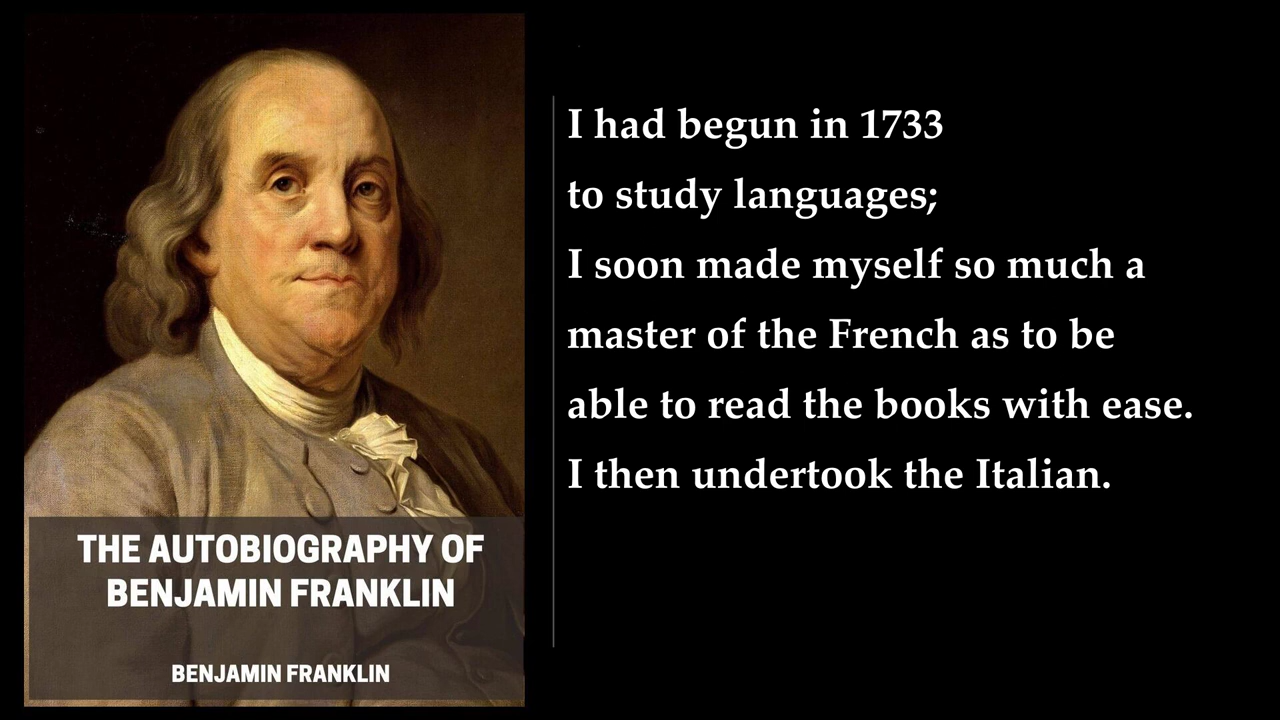 THE AUTOBIOGRAPHY OF
BENJAMIN FRANKLIN
BENJAMIN FRANKLIN
I had begun in 1733
to study languages;
I soon made myself so much a
master of the French as to be
able to read the books with ease.
I then undertook the Italian.